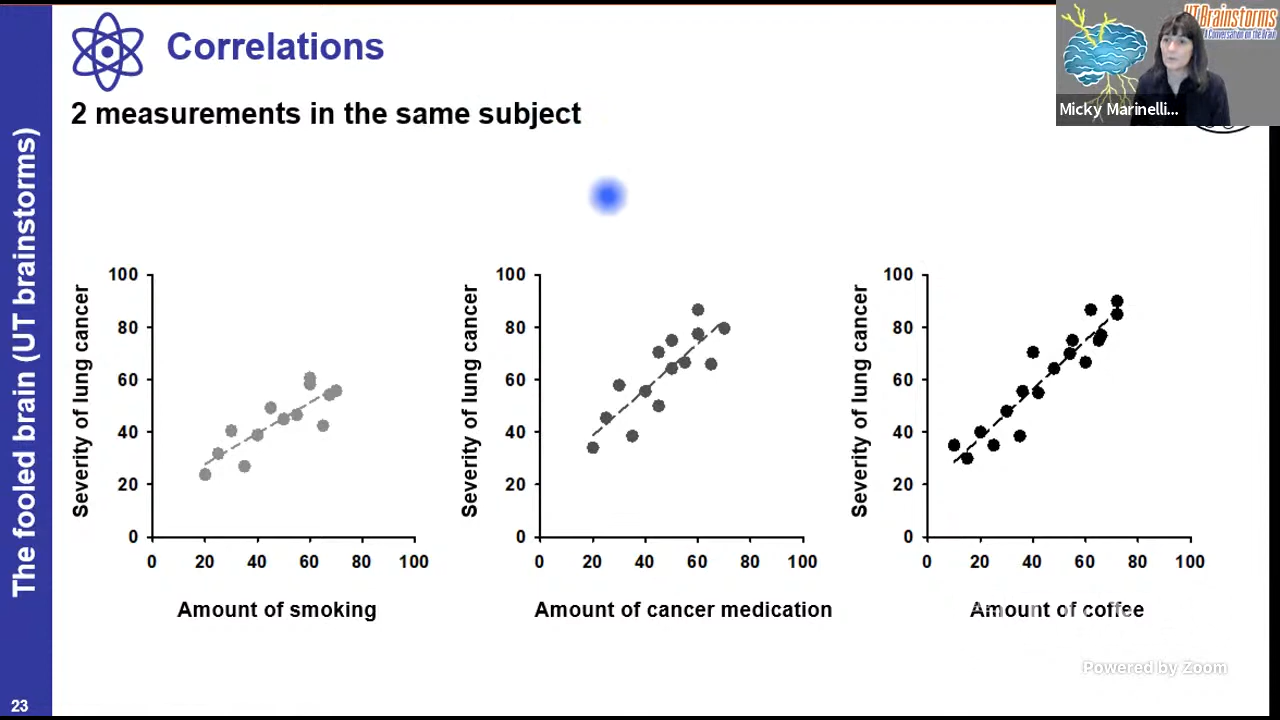 Correlations
2 measurements in the same subject
UTBrainstorms
A Conversation on the Brain
Micky Marinelli...
The fooled brain (UT brainstorms)
Severity of lung cancer
100
80
60
40
20
0
0 20 40 60 80 100
Amount of smoking
Severity of lung cancer
100
80
60
40
20
0
0 20 40 60 80 100
Amount of cancer medication
Severity of lung cancer
100
80
60
40
20
0
0 20 40 60 80 100
Amount of coffee
Powered by Zoom
23